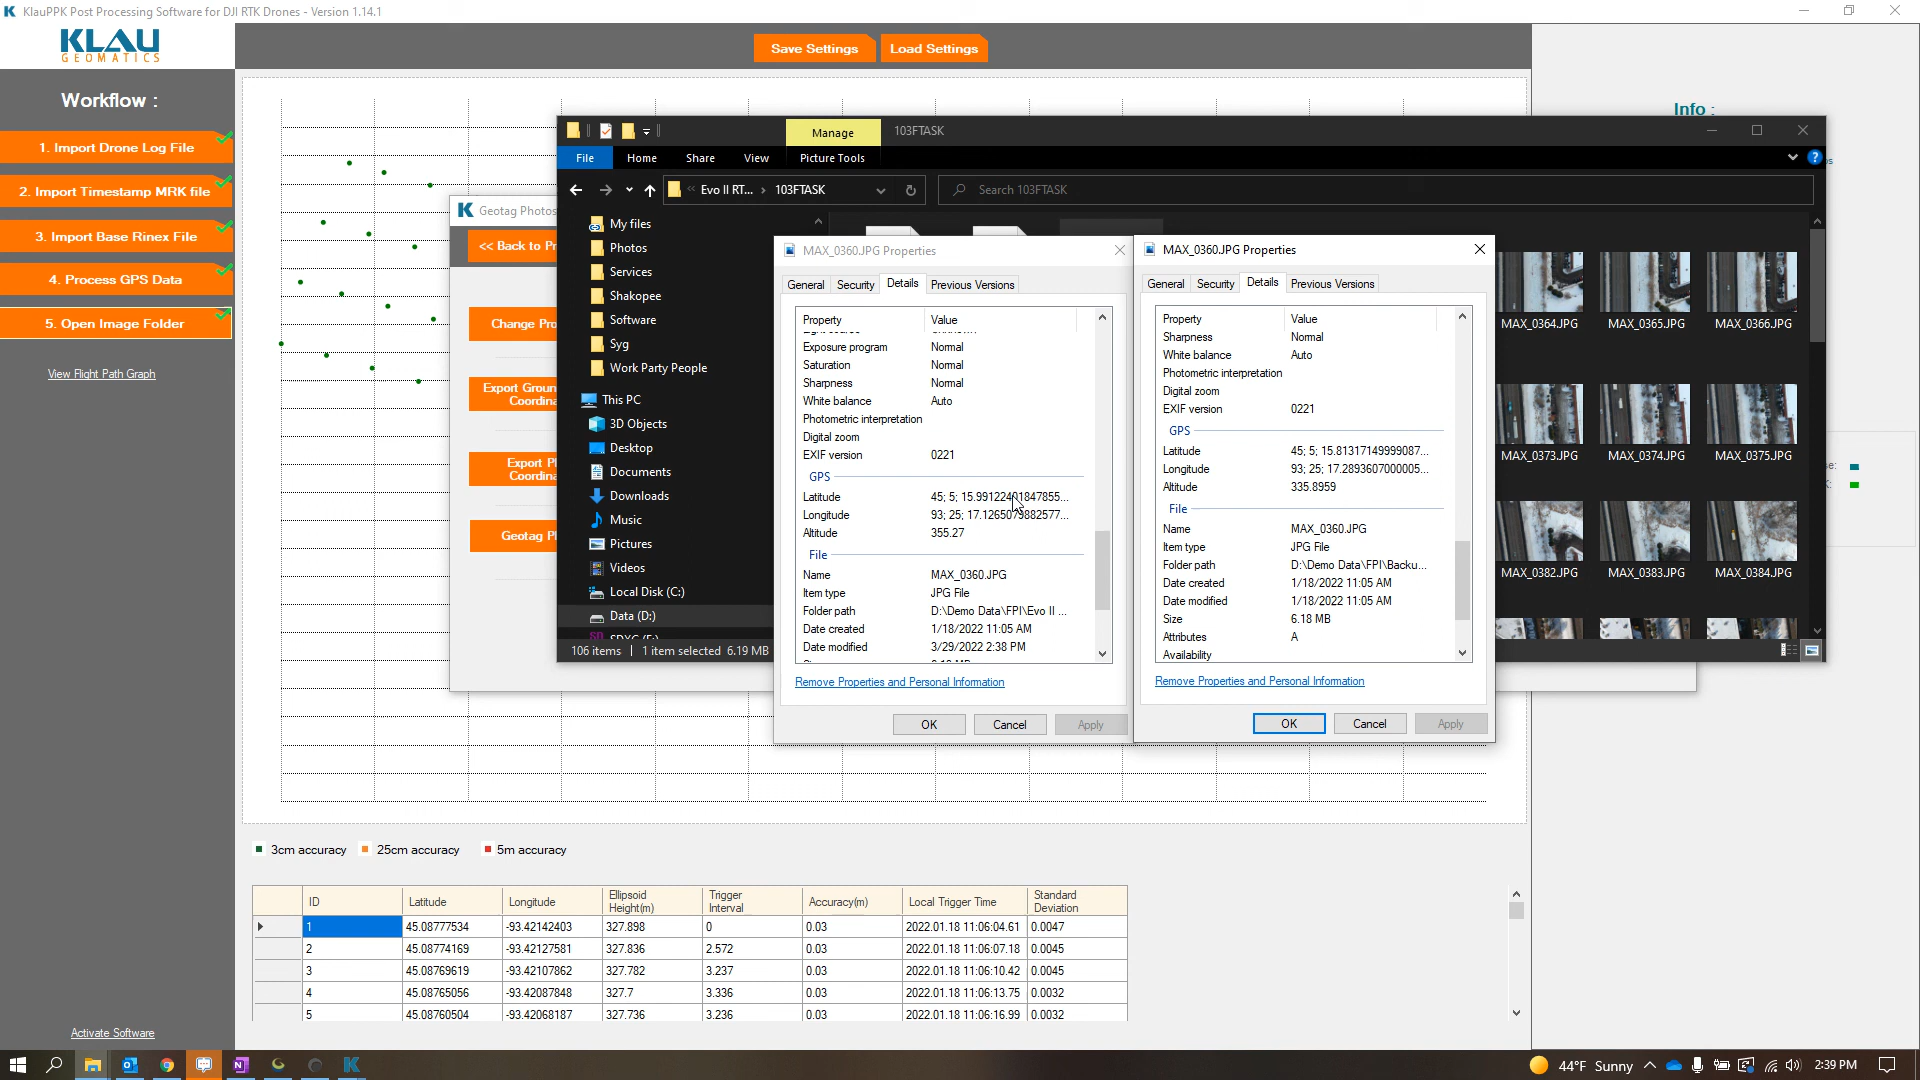 KlauPPK Post Processing Software for DJI RTK Drones - Version 1.14.1
KLAU
GEOMATICS
Save Settings
Load Settings
Workflow :
1. Import Drone Log File
2. Import Timestamp MRK file
3. Import Base Rinex File
4. Process GPS Data
5. Open Image Folder
View Flight Path Graph
Activate Software
Info :
Geotag Photos
<< Back to Pr
Change Pro
Export Groun
Coordina
Export P
Coordina
Geotag P
Manage
103FTASK
File Home Share View Picture Tools
Evo II RT... > 103FTASK
Search 103FTASK
My files
Photos
Services
Shakopee
Software
Syg
Work Party People
This PC
3D Objects
Desktop
Documents
Downloads
Music
Pictures
Videos
Local Disk (C:)
Data (D:)
106 items 1 item selected 6.19 MB
MAX_0360.JPG Properties
General Security Details Previous Versions
Property Value
Exposure program Normal
Saturation Normal
Sharpness Normal
White balance Auto
Photometric interpretation
Digital zoom
EXIF version 0221
GPS
Latitude 45; 5; 15.99122401847855...
Longitude 93; 25; 17.1265079882577...
Altitude 355.27
File
Name MAX_0360.JPG
Item type JPG File
Folder path D:\Demo Data\FPI\Evo II ...
Date created 1/18/2022 11:05 AM
Date modified 3/29/2022 2:38 PM
Remove Properties and Personal Information
OK Cancel Apply
MAX_0360.JPG Properties
General Security Details Previous Versions
Property Value
Sharpness Normal
White balance Auto
Photometric interpretation
Digital zoom
EXIF version 0221
GPS
Latitude 45; 5; 15.81317149999087...
Longitude 93; 25; 17.2893607000005...
Altitude 335.8959
File
Name MAX_0360.JPG
Item type JPG File
Folder path D:\Demo Data\FPI\Backu...
Date created 1/18/2022 11:05 AM
Date modified 1/18/2022 11:05 AM
Size 6.18 MB
Attributes A
Availability
Remove Properties and Personal Information
OK Cancel Apply
MAX_0364.JPG MAX_0365.JPG MAX_0366.JPG
MAX_0373.JPG MAX_0374.JPG MAX_0375.JPG
MAX_0382.JPG MAX_0383.JPG MAX_0384.JPG
3cm accuracy 25cm accuracy 5m accuracy
ID Latitude Longitude Ellipsoid Height(m) Trigger Interval Accuracy(m) Local Trigger Time Standard Deviation
1 45.08777534 -93.42142403 327.898 0 0.03 2022.01.18 11:06:04.61 0.0047
2 45.08774169 -93.42127581 327.836 2.572 0.03 2022.01.18 11:06:07.18 0.0045
3 45.08769619 -93.42107862 327.782 3.237 0.03 2022.01.18 11:06:10.42 0.0045
4 45.08765056 -93.42087848 327.7 3.336 0.03 2022.01.18 11:06:13.75 0.0032
5 45.08760504 -93.42068187 327.736 3.236 0.03 2022.01.18 11:06:16.99 0.0032
44°F Sunny
2:39 PM